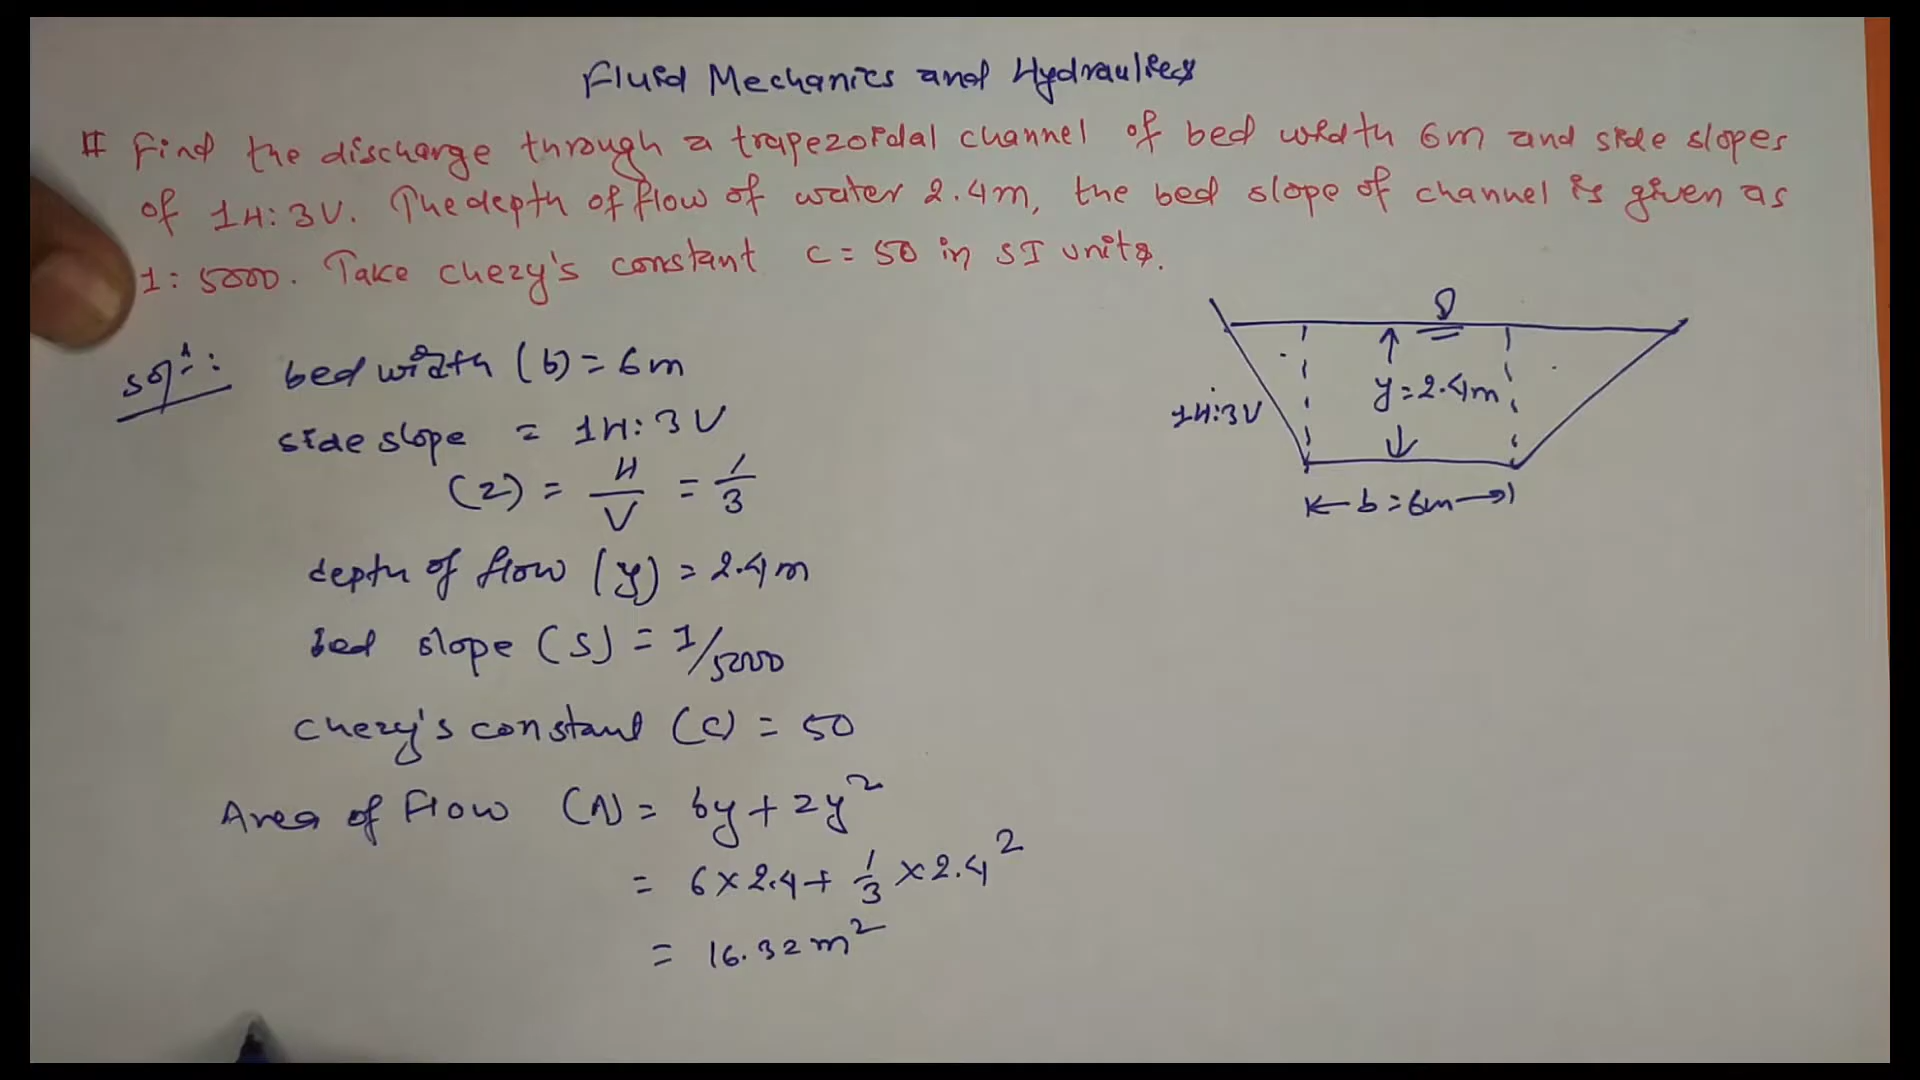 Fluid Mechanics and Hydraulics
# Find the discharge through a trapezoidal channel of bed width 6m and side slopes
of 1H:3V. The depth of flow of water 2.4m, the bed slope of channel is given as
1:5000. Take chezy's constant C = 50 in SI units.
solⁿ:
bed width (b) = 6m
side slope = 1H:3V
(z) = H/V = 1/3
depth of flow (y) = 2.4m
bed slope (S) = 1/5000
Chezy's constant (C) = 50
Area of Flow (A) = by + zy²
= 6×2.4 + 1/3 × 2.4²
= 16.32 m²
y = 2.4m
1H:3V
b = 6m